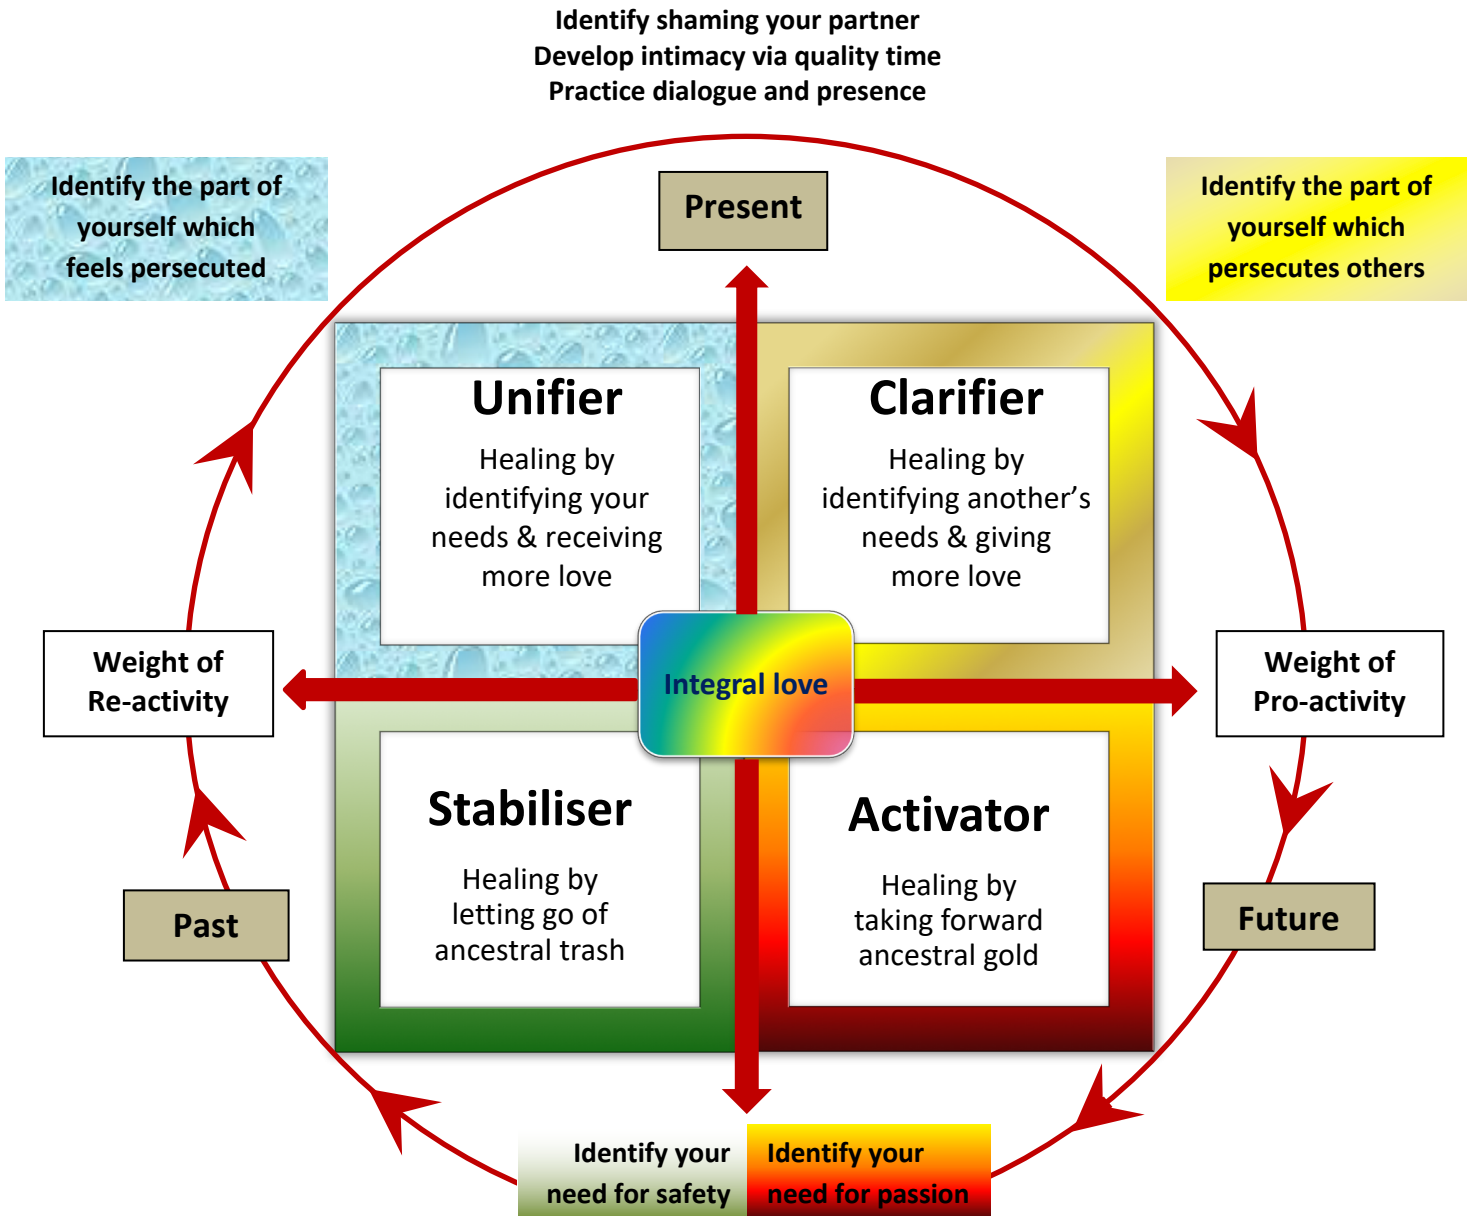 Identify shaming your partner
Develop intimacy via quality time
Practice dialogue and presence
Identify the part of
yourself which
feels persecuted
Present
Identify the part of
yourself which
persecutes others
Unifier
Healing by
identifying your
needs & receiving
more love
Clarifier
Healing by
identifying another’s
needs & giving
more love
Weight of
Re-activity
Integral love
Weight of
Pro-activity
Stabiliser
Healing by
letting go of
ancestral trash
Activator
Healing by
taking forward
ancestral gold
Past
Future
Identify your
need for safety
Identify your
need for passion